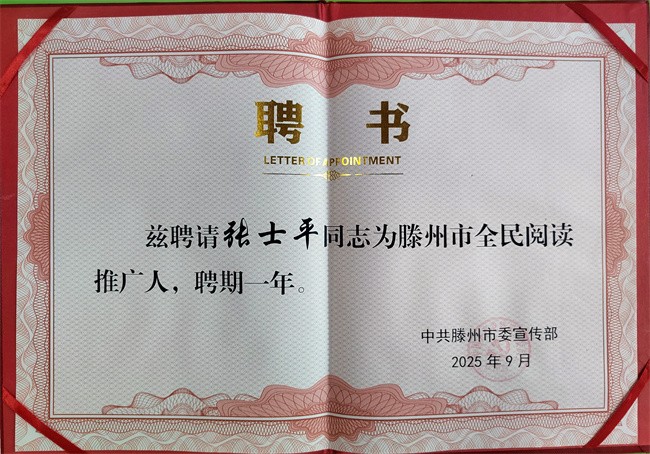 聘书
LETTER OF APPOINTMENT
兹聘请张士平同志为滕州市全民阅读
推广人，聘期一年。
中共滕州市委宣传部
2025年9月